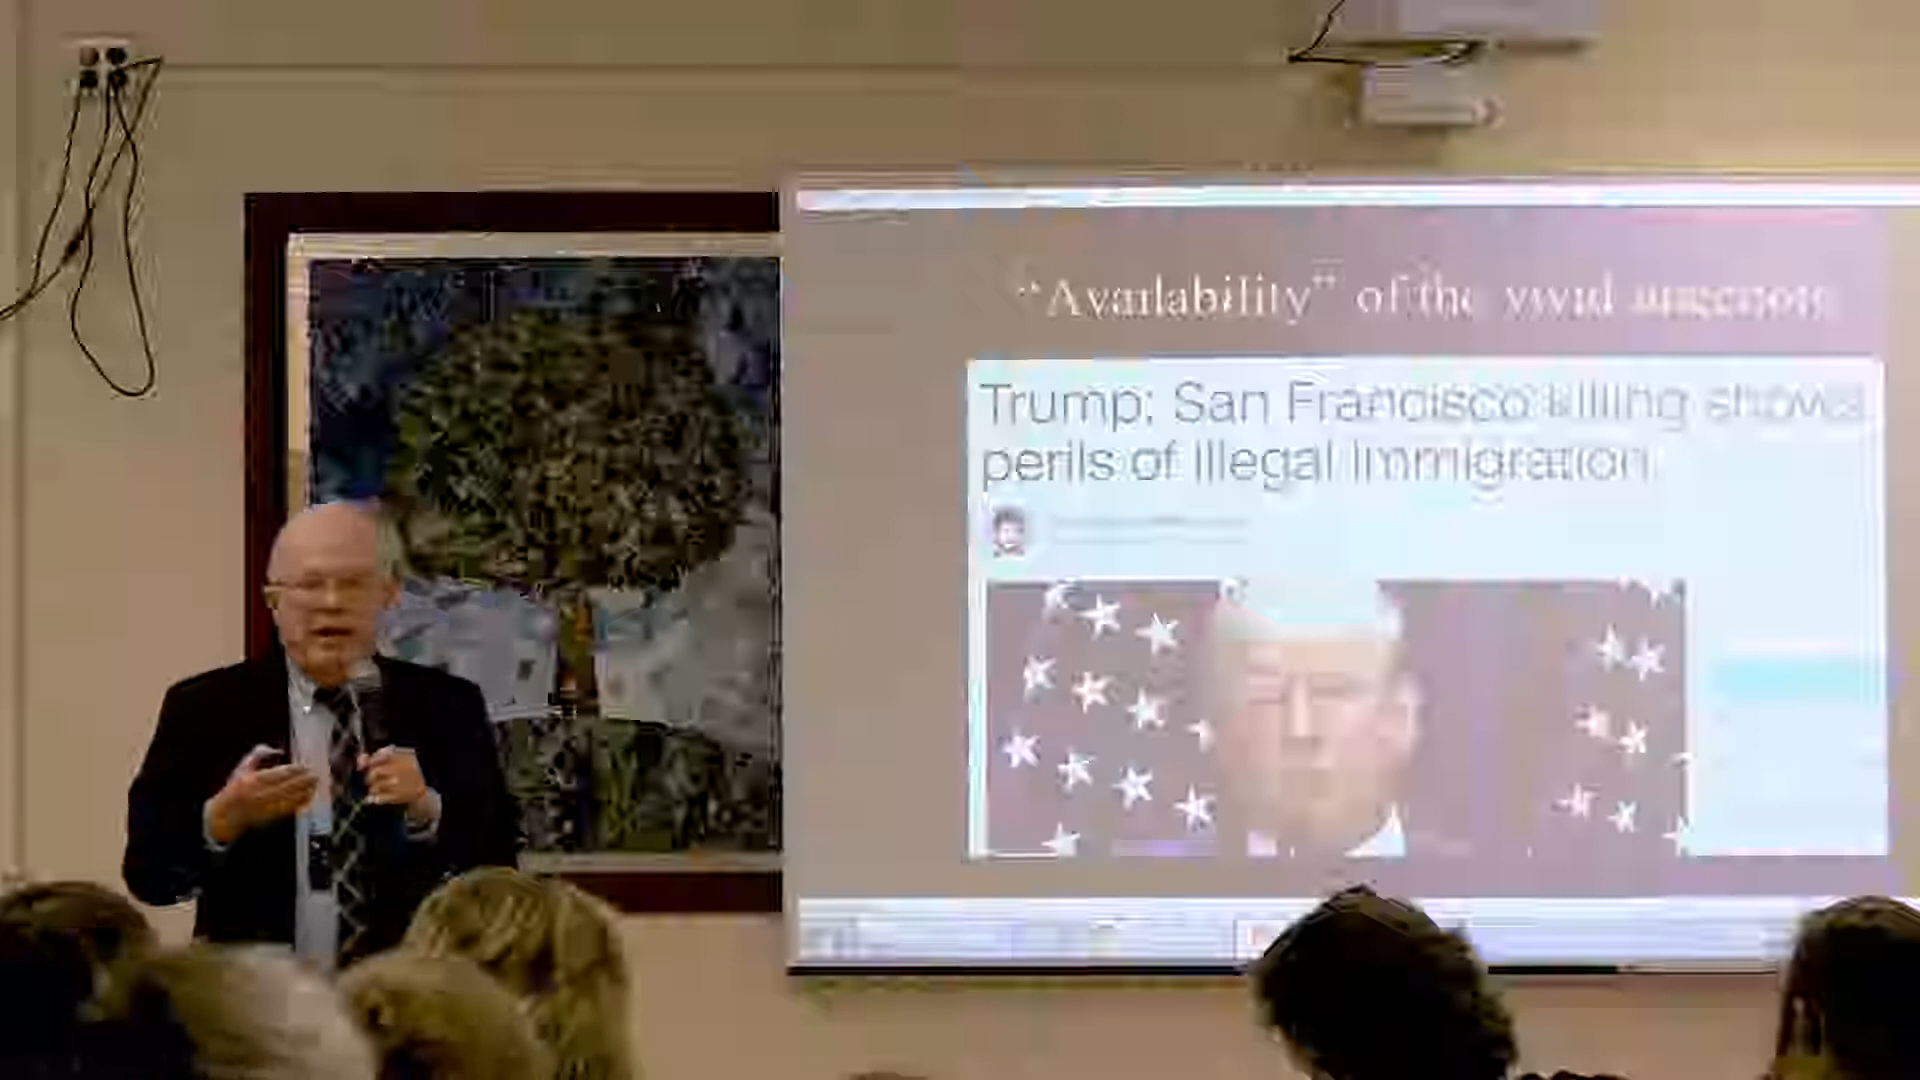 “Availability” of the vivid anecdote
Trump: San Francisco killing shows
perils of illegal immigration